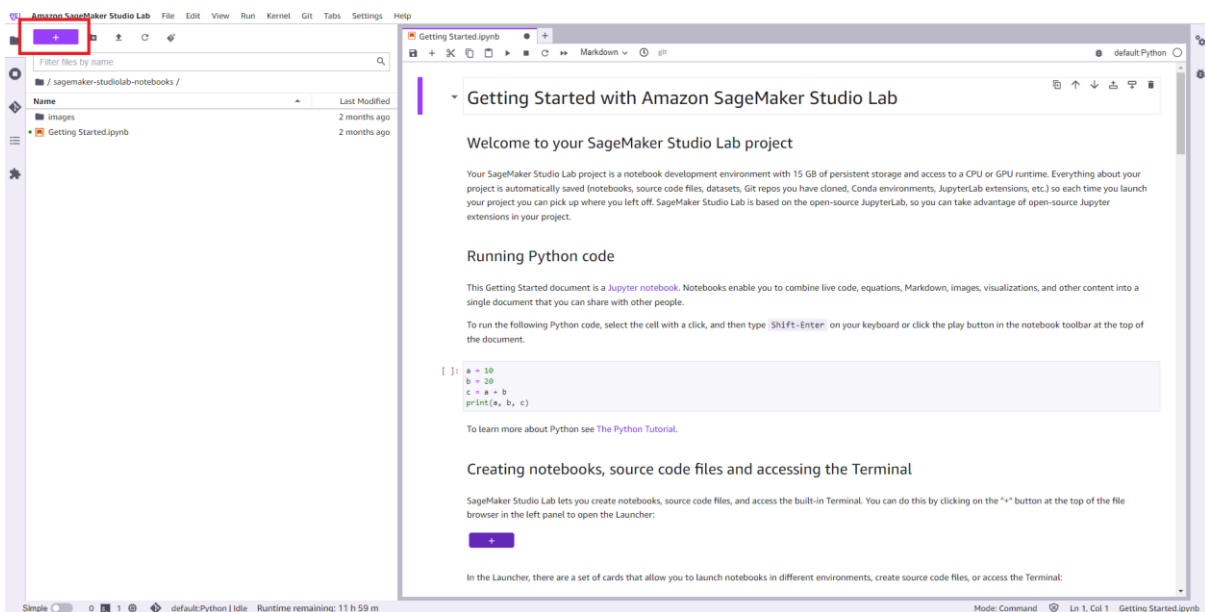 Amazon SageMaker Studio Lab File Edit View Run Kernel Git Tabs Settings Help
+
Filter files by name
/ sagemaker-studiolab-notebooks /
Name Last Modified
images 2 months ago
Getting Started.ipynb 2 months ago
Getting Started.ipynb
Markdown git default:Python
Getting Started with Amazon SageMaker Studio Lab
Welcome to your SageMaker Studio Lab project
Your SageMaker Studio Lab project is a notebook development environment with 15 GB of persistent storage and access to a CPU or GPU runtime. Everything about your
project is automatically saved (notebooks, source code files, datasets, Git repos you have cloned, Conda environments, JupyterLab extensions, etc.) so each time you launch
your project you can pick up where you left off. SageMaker Studio Lab is based on the open-source JupyterLab, so you can take advantage of open-source Jupyter
extensions in your project.
Running Python code
This Getting Started document is a Jupyter notebook. Notebooks enable you to combine live code, equations, Markdown, images, visualizations, and other content into a
single document that you can share with other people.
To run the following Python code, select the cell with a click, and then type Shift-Enter on your keyboard or click the play button in the notebook toolbar at the top of
the document.
[ ]: a = 10
b = 20
c = a + b
print(a, b, c)
To learn more about Python see The Python Tutorial.
Creating notebooks, source code files and accessing the Terminal
SageMaker Studio Lab lets you create notebooks, source code files, and access the built-in Terminal. You can do this by clicking on the "+" button at the top of the file
browser in the left panel to open the Launcher:
+
In the Launcher, there are a set of cards that allow you to launch notebooks in different environments, create source code files, or access the Terminal:
Simple 0 1 default:Python | Idle Runtime remaining: 11 h 59 m Mode: Command Ln 1, Col 1 Getting Started.ipynb